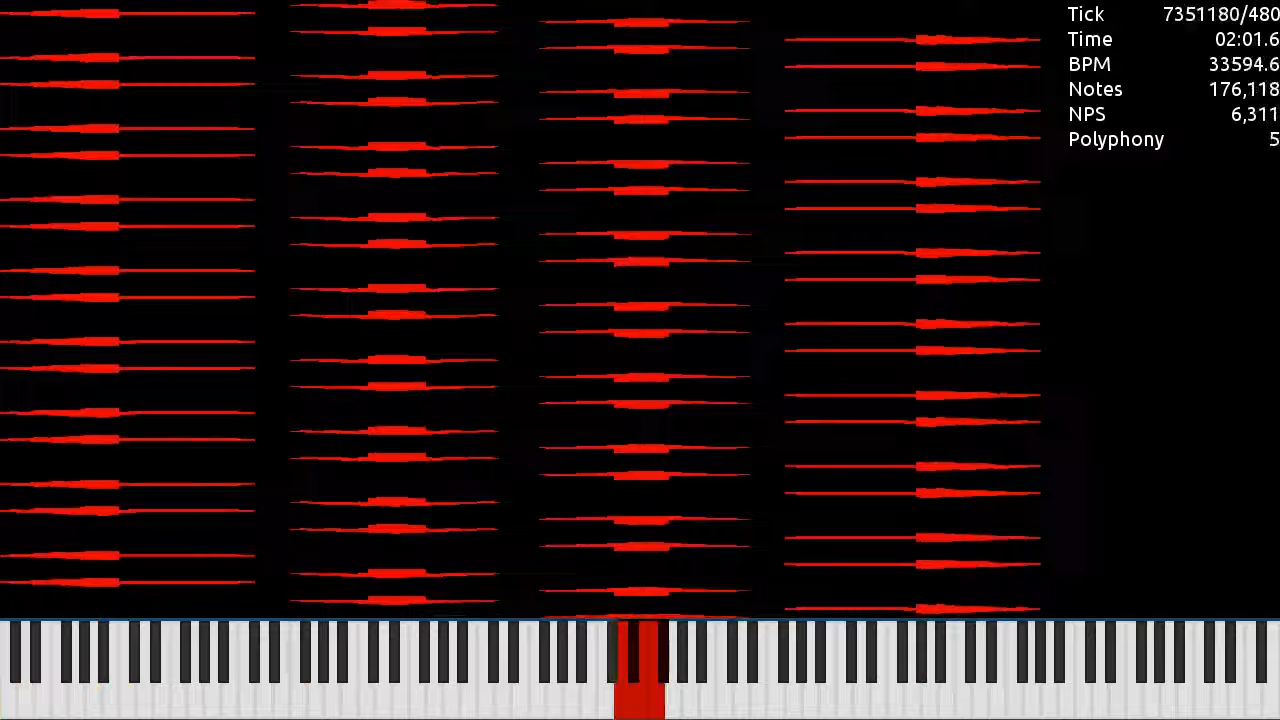 Tick 7351180/480
Time 02:01.6
BPM 33594.6
Notes 176,118
NPS 6,311
Polyphony 5